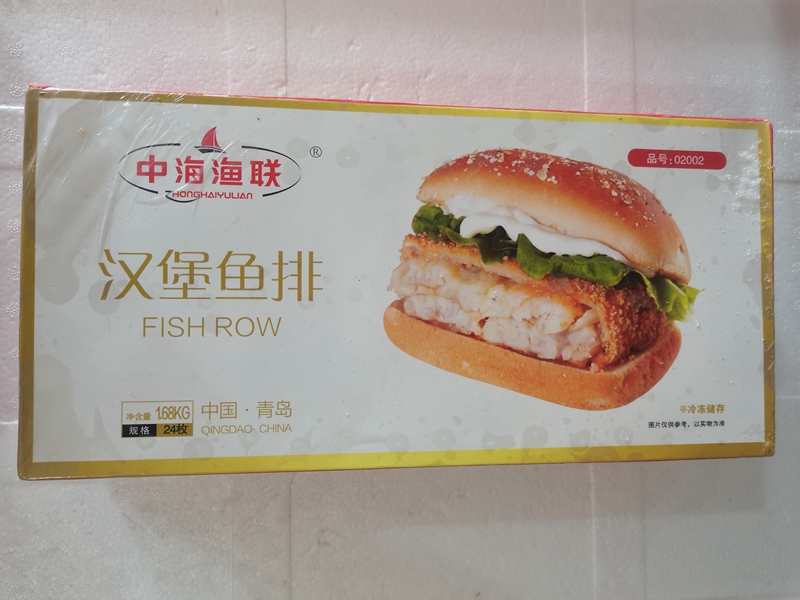 中海渔联
®
ZHONGHAIYULIAN
品号:02002
汉堡鱼排
FISH ROW
净含量 1.68KG
规格 24枚
中国·青岛
QINGDAO· CHINA
冷冻储存
图片仅供参考，以实物为准